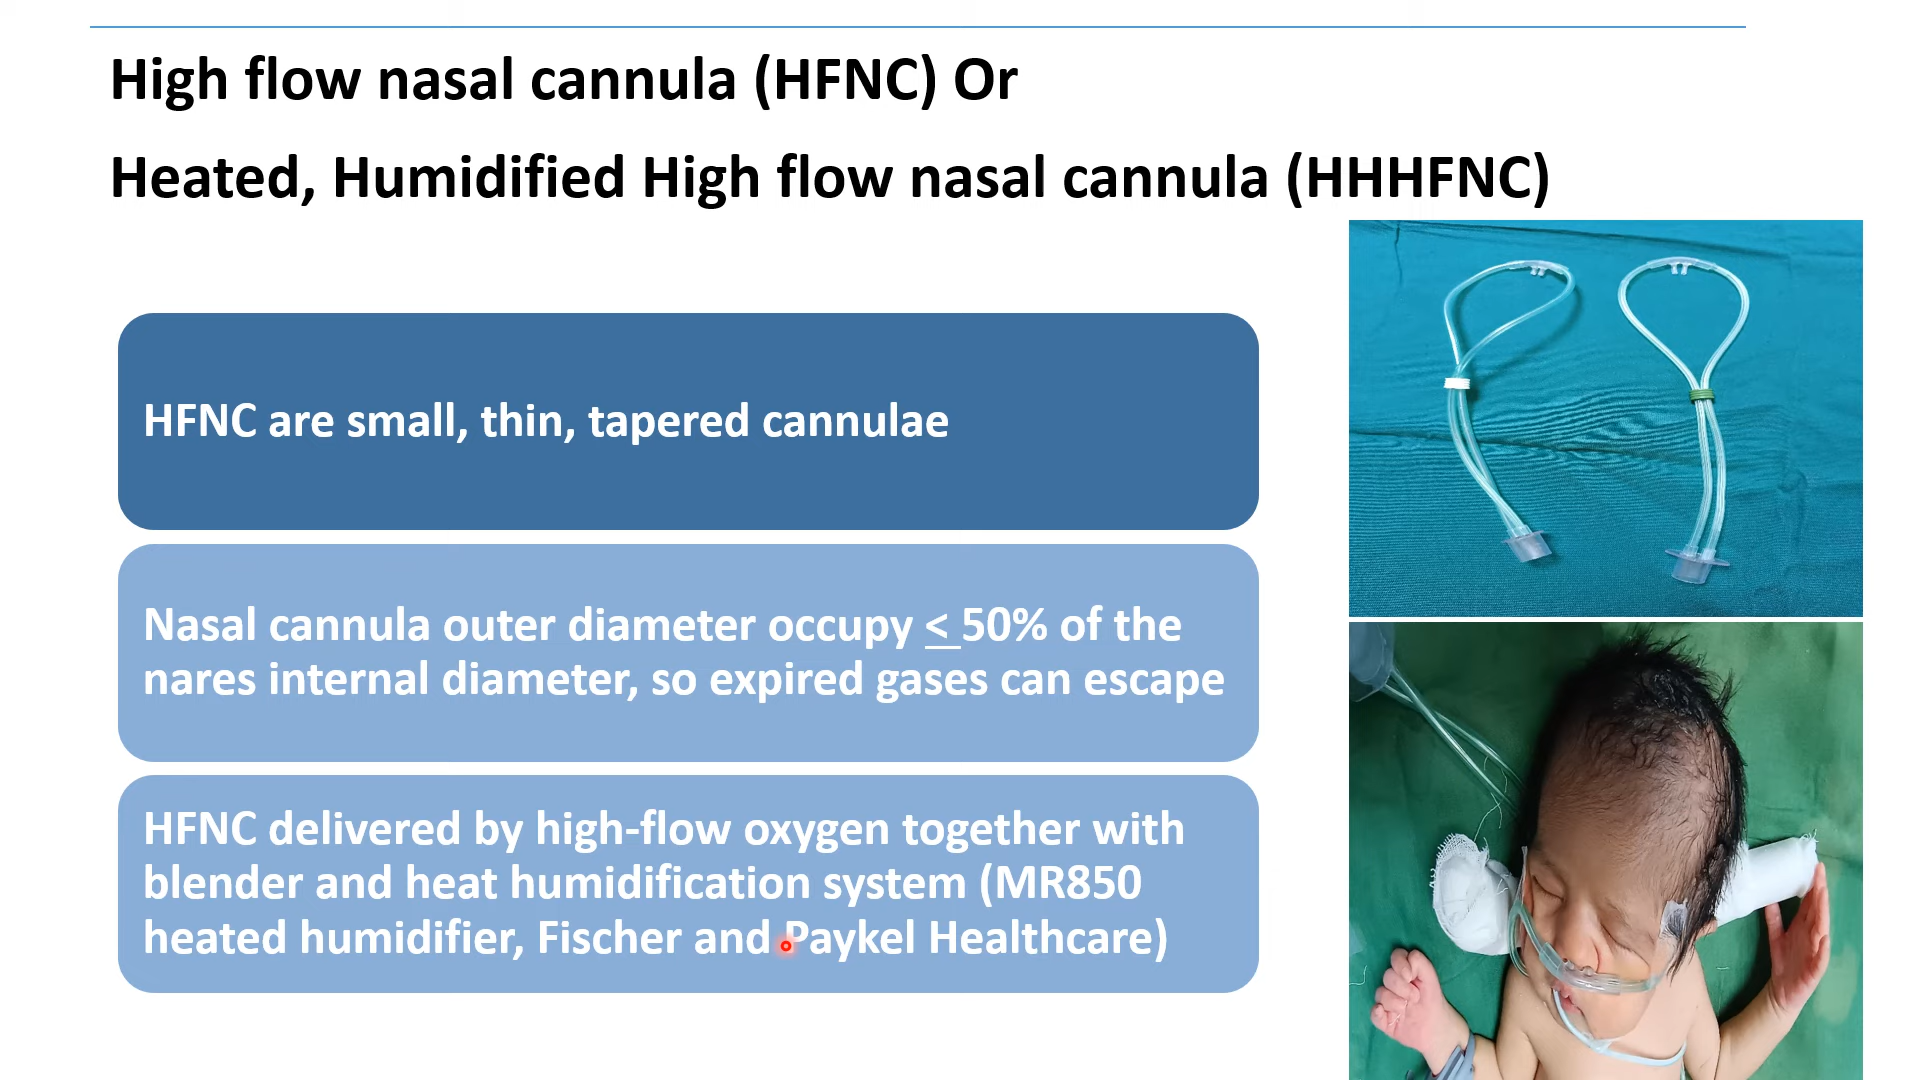 High flow nasal cannula (HFNC) Or
Heated, Humidified High flow nasal cannula (HHHFNC)
HFNC are small, thin, tapered cannulae
Nasal cannula outer diameter occupy < 50% of the
nares internal diameter, so expired gases can escape
HFNC delivered by high-flow oxygen together with
blender and heat humidification system (MR850
heated humidifier, Fischer and Paykel Healthcare)